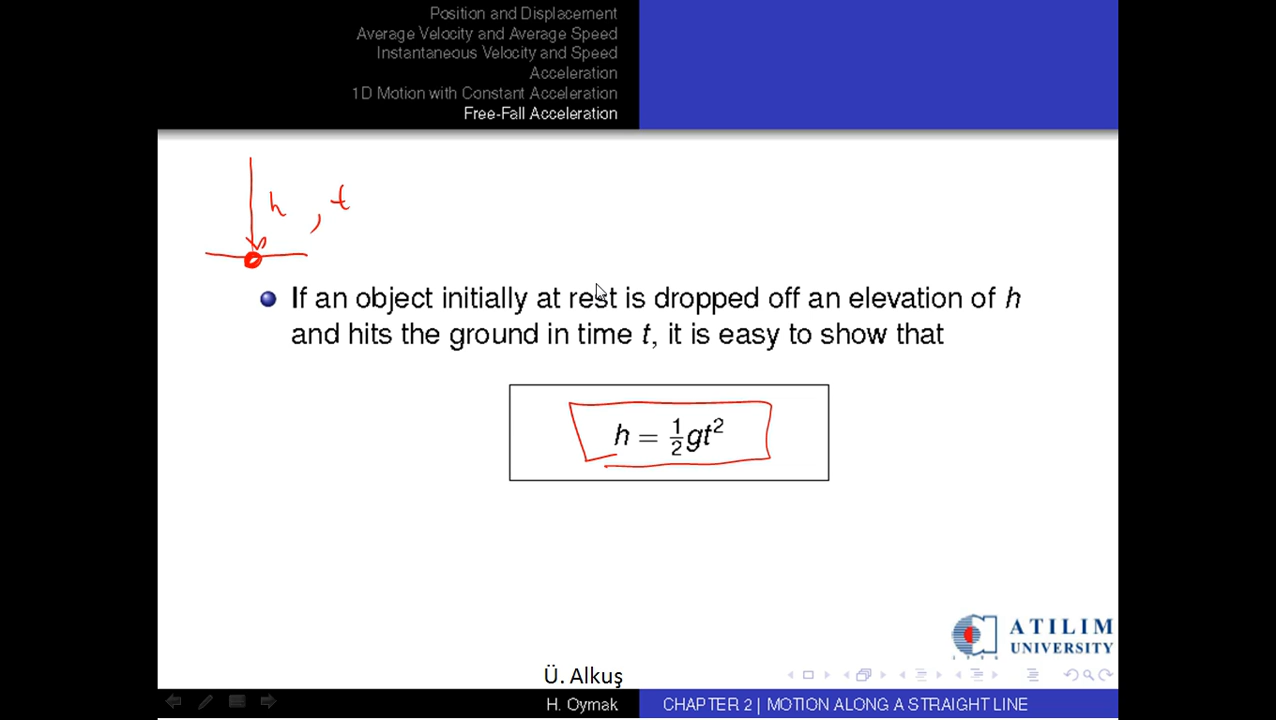 Position and Displacement
Average Velocity and Average Speed
Instantaneous Velocity and Speed
Acceleration
1D Motion with Constant Acceleration
Free-Fall Acceleration
h , t
If an object initially at rest is dropped off an elevation of h
and hits the ground in time t, it is easy to show that
h = ½gt²
ATILIM
UNIVERSITY
Ü. Alkuş
H. Oymak
CHAPTER 2 | MOTION ALONG A STRAIGHT LINE